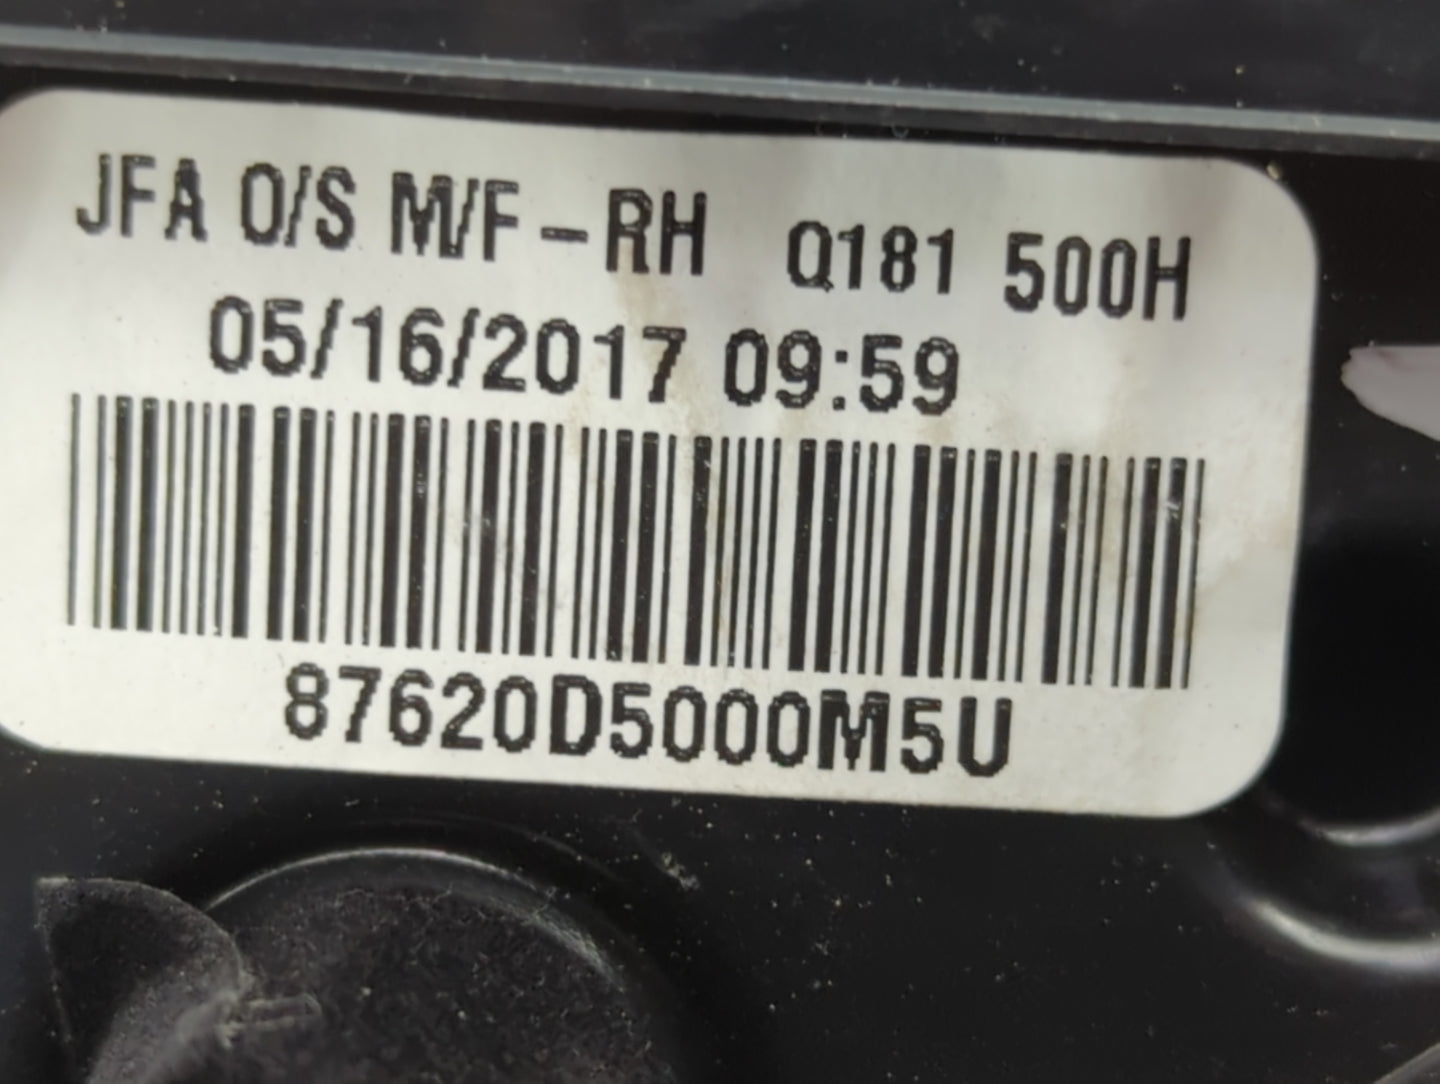 JFA O/S M/F-RH Q181 500H
05/16/2017 09:59
87620D5000M5U